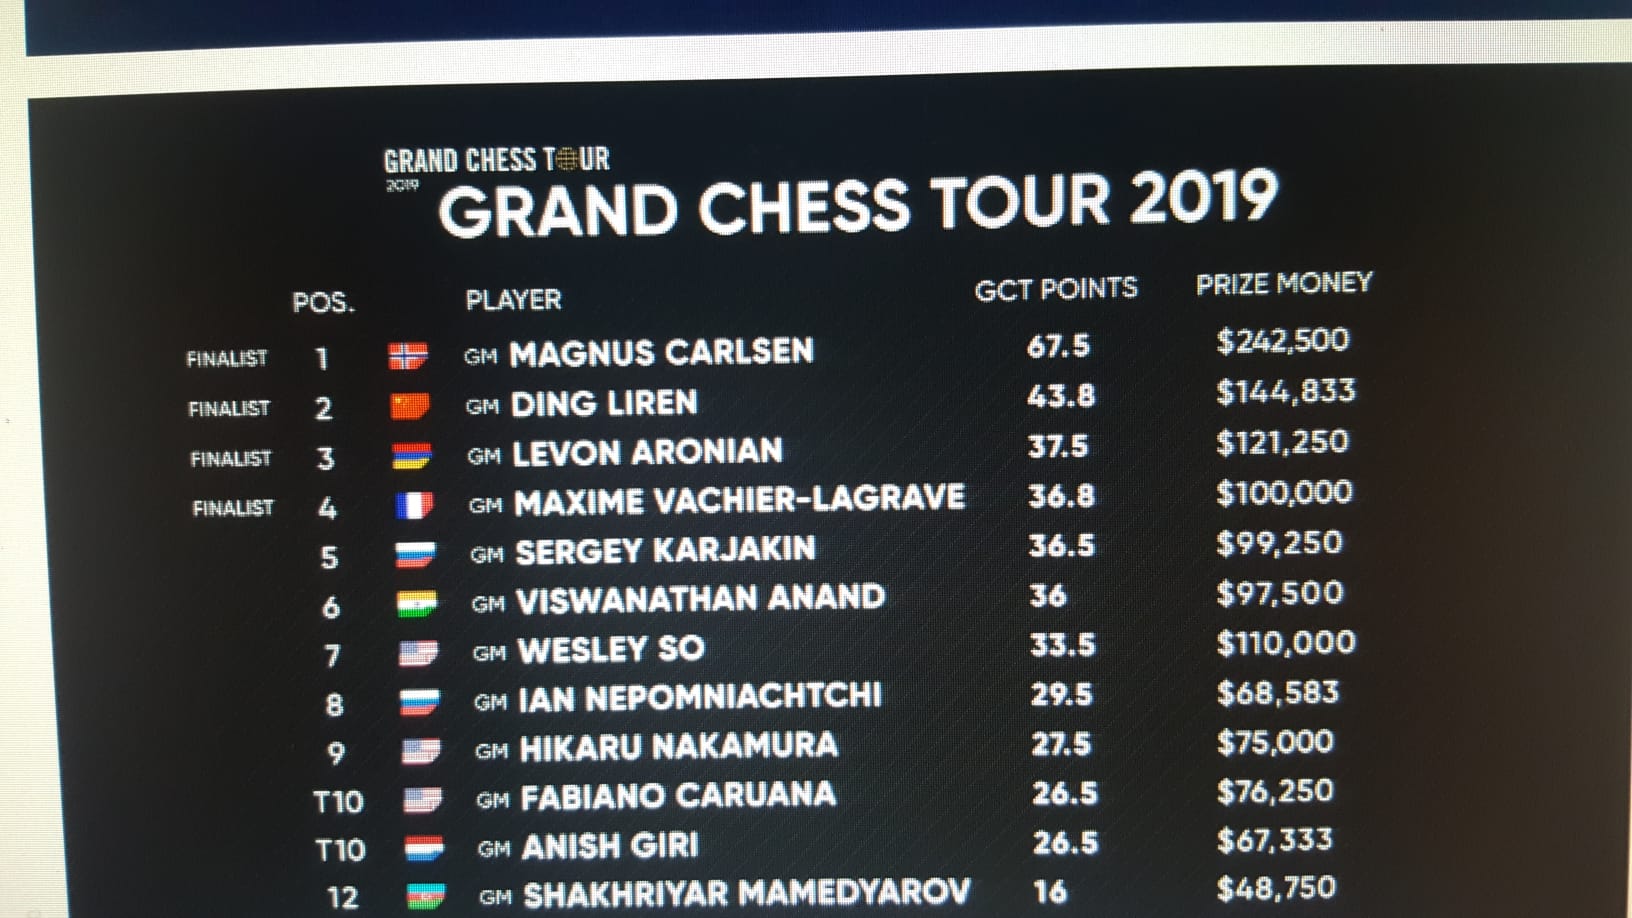 GRAND CHESS TOUR
2019
GRAND CHESS TOUR 2019
POS. PLAYER GCT POINTS PRIZE MONEY
FINALIST 1 GM MAGNUS CARLSEN 67.5 $242,500
FINALIST 2 GM DING LIREN 43.8 $144,833
FINALIST 3 GM LEVON ARONIAN 37.5 $121,250
FINALIST 4 GM MAXIME VACHIER-LAGRAVE 36.8 $100,000
5 GM SERGEY KARJAKIN 36.5 $99,250
6 GM VISWANATHAN ANAND 36 $97,500
7 GM WESLEY SO 33.5 $110,000
8 GM IAN NEPOMNIACHTCHI 29.5 $68,583
9 GM HIKARU NAKAMURA 27.5 $75,000
T10 GM FABIANO CARUANA 26.5 $76,250
T10 GM ANISH GIRI 26.5 $67,333
12 GM SHAKHRIYAR MAMEDYAROV 16 $48,750